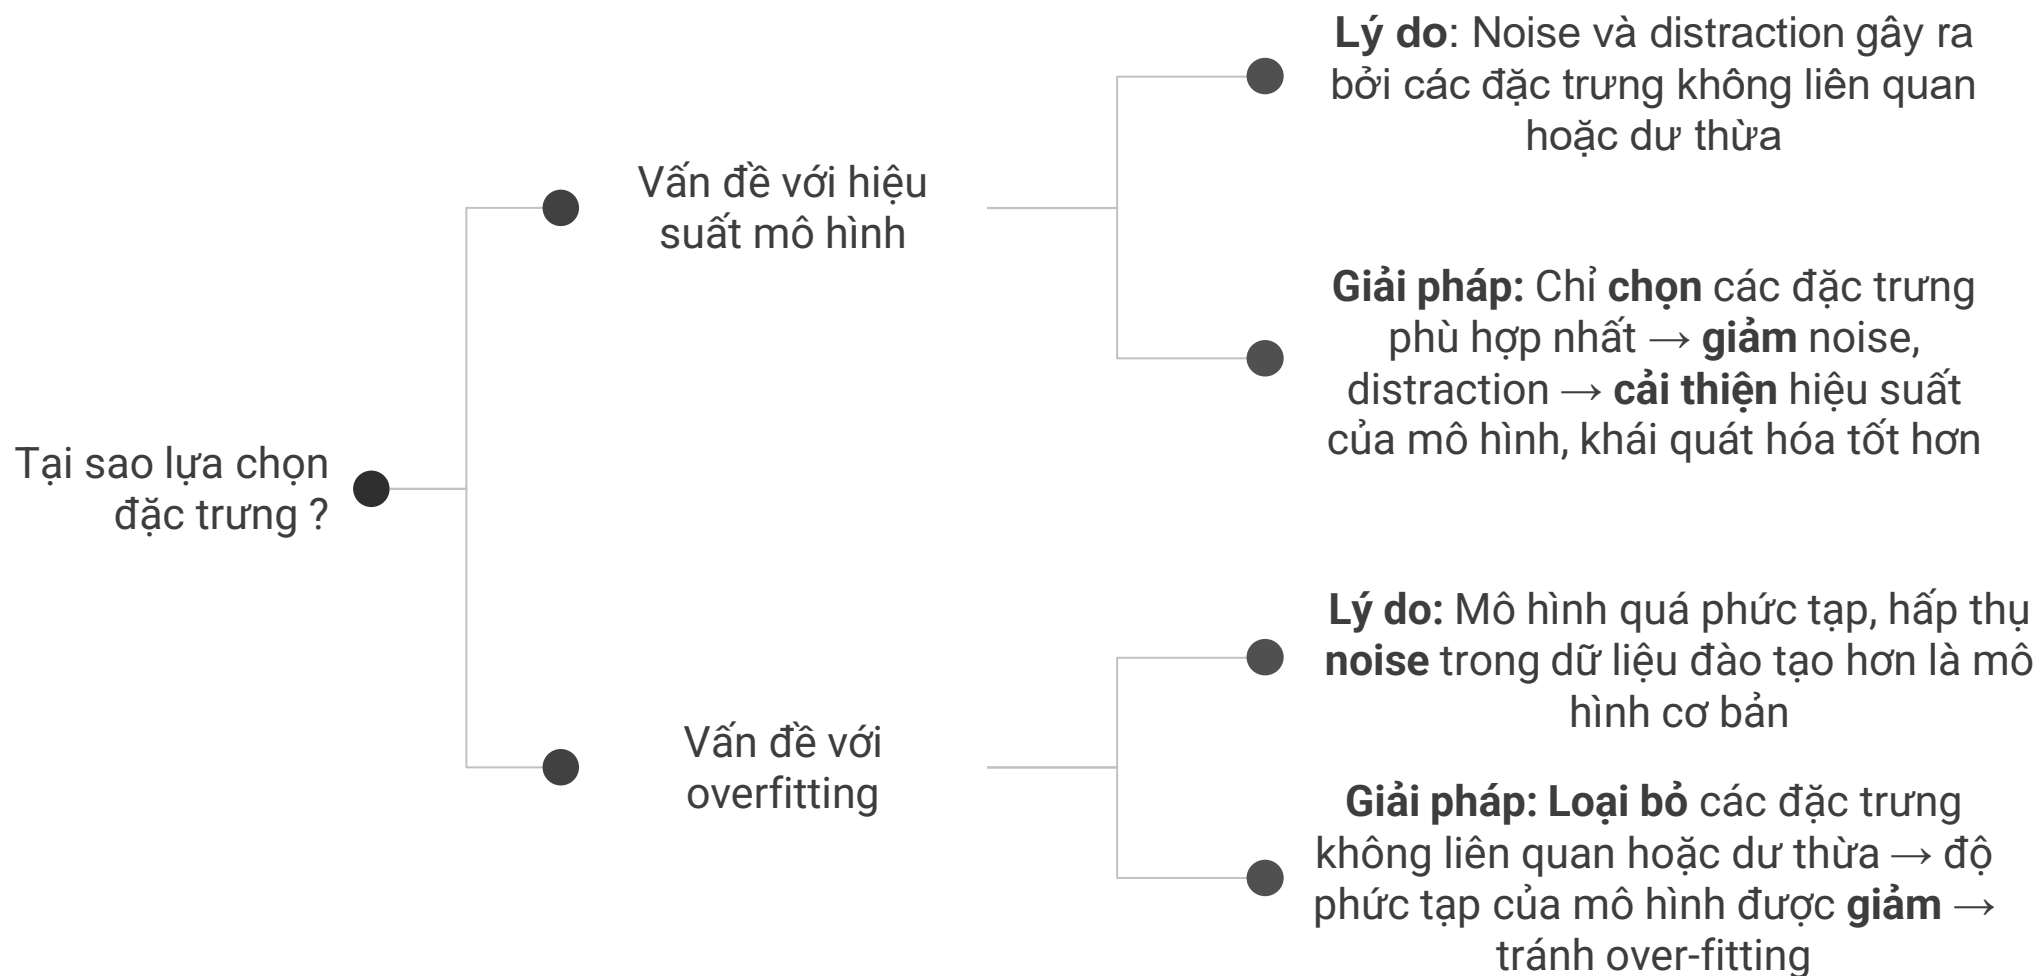 Tại sao lựa chọn
đặc trưng ?
Vấn đề với hiệu
suất mô hình
Lý do: Noise và distraction gây ra
bởi các đặc trưng không liên quan
hoặc dư thừa
Giải pháp: Chỉ chọn các đặc trưng
phù hợp nhất → giảm noise,
distraction → cải thiện hiệu suất
của mô hình, khái quát hóa tốt hơn
Vấn đề với
overfitting
Lý do: Mô hình quá phức tạp, hấp thụ
noise trong dữ liệu đào tạo hơn là mô
hình cơ bản
Giải pháp: Loại bỏ các đặc trưng
không liên quan hoặc dư thừa → độ
phức tạp của mô hình được giảm →
tránh over-fitting